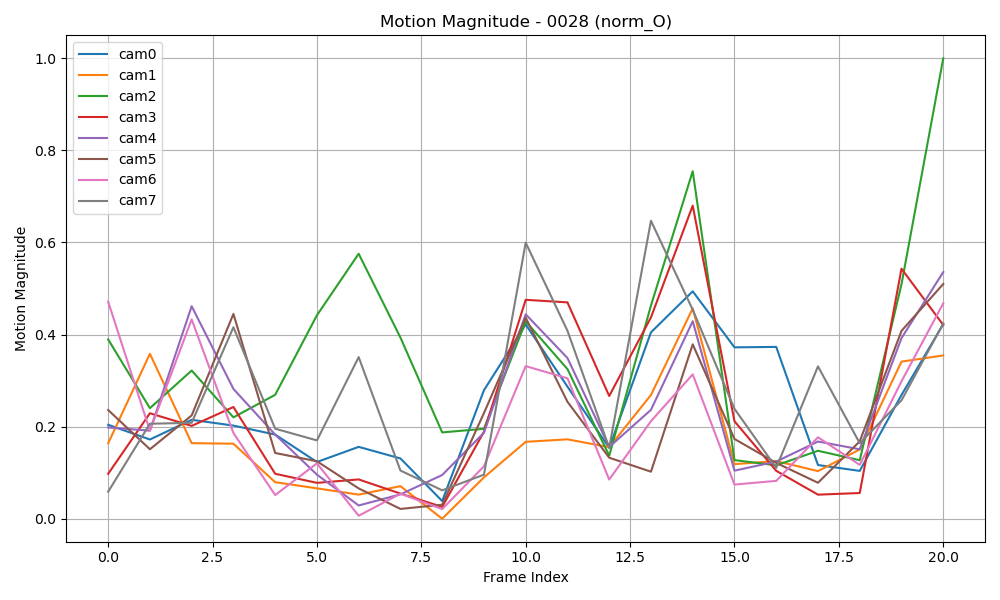 Motion Magnitude - 0028 (norm_O)
cam0
cam1
cam2
cam3
cam4
cam5
cam6
cam7
Motion Magnitude
1.0
0.8
0.6
0.4
0.2
0.0
0.0 2.5 5.0 7.5 10.0 12.5 15.0 17.5 20.0
Frame Index